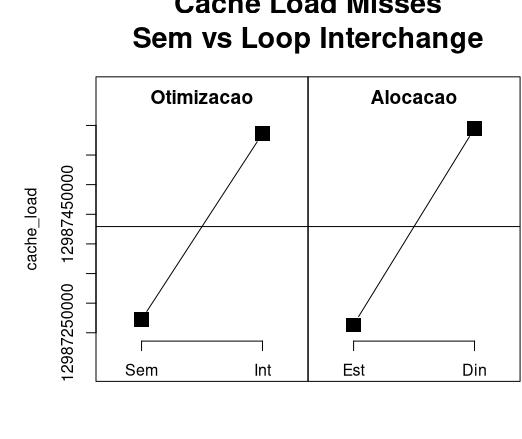 Cache Load Misses
Sem vs Loop Interchange
Otimizacao
Alocacao
cache_load
12987250000
12987450000
Sem
Int
Est
Din